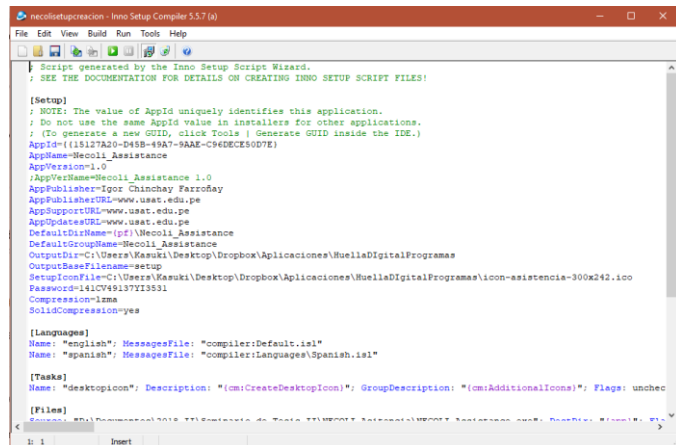 necolisetupcreacion - Inno Setup Compiler 5.5.7 (a)
File Edit View Build Run Tools Help
; Script generated by the Inno Setup Script Wizard.
; SEE THE DOCUMENTATION FOR DETAILS ON CREATING INNO SETUP SCRIPT FILES!
[Setup]
; NOTE: The value of AppId uniquely identifies this application.
; Do not use the same AppId value in installers for other applications.
; (To generate a new GUID, click Tools | Generate GUID inside the IDE.)
AppId={{15127A20-D45B-49A7-9AAE-C96DECE50D7E}
AppName=Necoli_Assistance
AppVersion=1.0
;AppVerName=Necoli_Assistance 1.0
AppPublisher=Igor Chinchay Farroñay
AppPublisherURL=www.usat.edu.pe
AppSupportURL=www.usat.edu.pe
AppUpdatesURL=www.usat.edu.pe
DefaultDirName={pf}\Necoli_Assistance
DefaultGroupName=Necoli_Assistance
OutputDir=C:\Users\Kasuki\Desktop\Dropbox\Aplicaciones\HuellaDIgitalProgramas
OutputBaseFilename=setup
SetupIconFile=C:\Users\Kasuki\Desktop\Dropbox\Aplicaciones\HuellaDIgitalProgramas\icon-asistencia-300x242.ico
Password=141CV49137YI3531
Compression=lzma
SolidCompression=yes
[Languages]
Name: "english"; MessagesFile: "compiler:Default.isl"
Name: "spanish"; MessagesFile: "compiler:Languages\Spanish.isl"
[Tasks]
Name: "desktopicon"; Description: "{cm:CreateDesktopIcon}"; GroupDescription: "{cm:AdditionalIcons}"; Flags: unchec
[Files]
1: 1 Insert